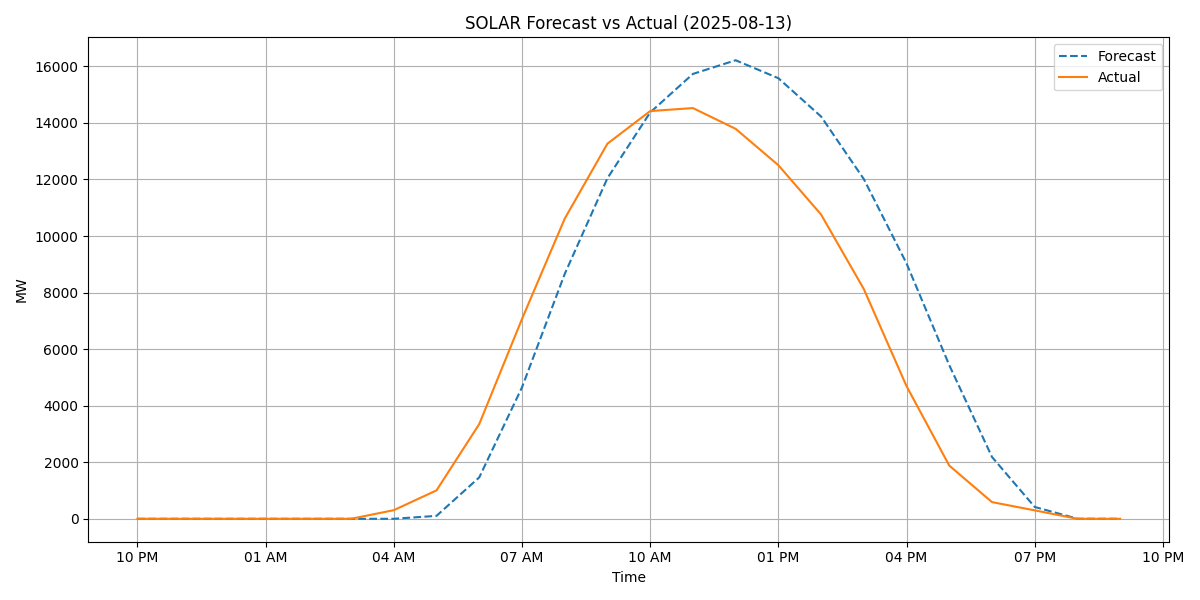 SOLAR Forecast vs Actual (2025-08-13)
Forecast
Actual
16000
14000
12000
10000
8000
6000
4000
2000
0
MW
10 PM 01 AM 04 AM 07 AM 10 AM 01 PM 04 PM 07 PM 10 PM
Time